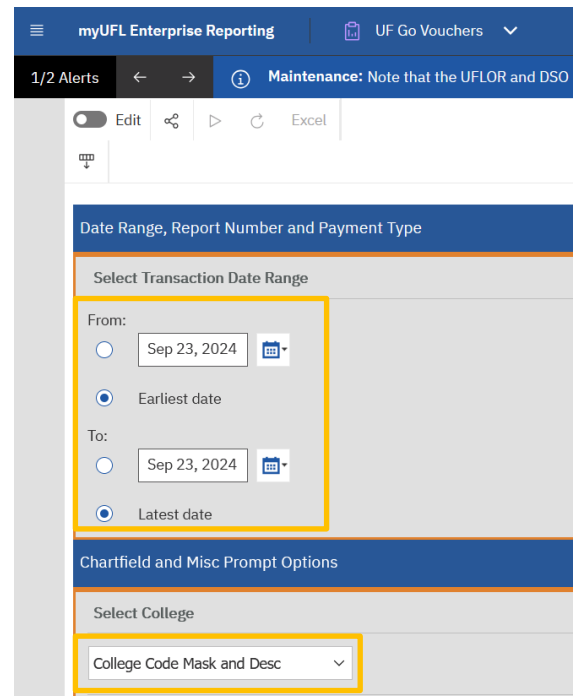 myUFL Enterprise Reporting UF Go Vouchers
1/2 Alerts Maintenance: Note that the UFLOR and DSO
Edit Excel
Date Range, Report Number and Payment Type
Select Transaction Date Range
From:
Sep 23, 2024
Earliest date
To:
Sep 23, 2024
Latest date
Chartfield and Misc Prompt Options
Select College
College Code Mask and Desc